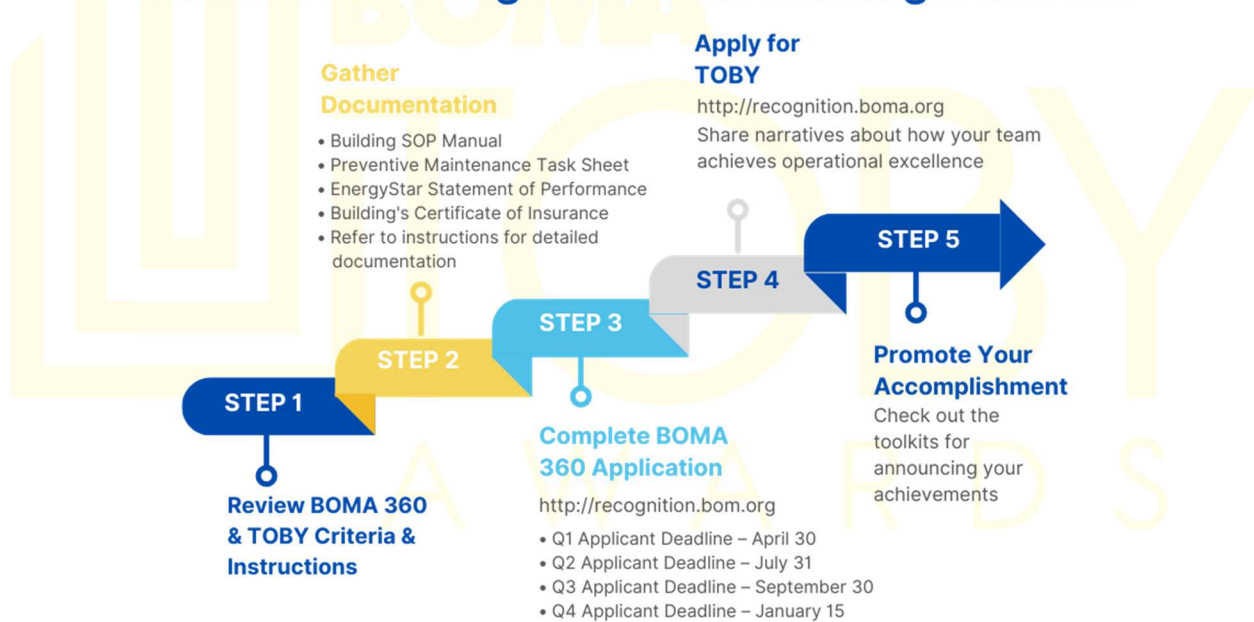 Apply for
TOBY
http://recognition.boma.org
Share narratives about how your team
achieves operational excellence
Gather
Documentation
• Building SOP Manual
• Preventive Maintenance Task Sheet
• EnergyStar Statement of Performance
• Building's Certificate of Insurance
• Refer to instructions for detailed
documentation
STEP 1
STEP 2
STEP 3
STEP 4
STEP 5
Review BOMA 360
& TOBY Criteria &
Instructions
Complete BOMA
360 Application
http://recognition.bom.org
• Q1 Applicant Deadline – April 30
• Q2 Applicant Deadline – July 31
• Q3 Applicant Deadline – September 30
• Q4 Applicant Deadline – January 15
Promote Your
Accomplishment
Check out the
toolkits for
announcing your
achievements
BOMA
TOBY
AWARDS